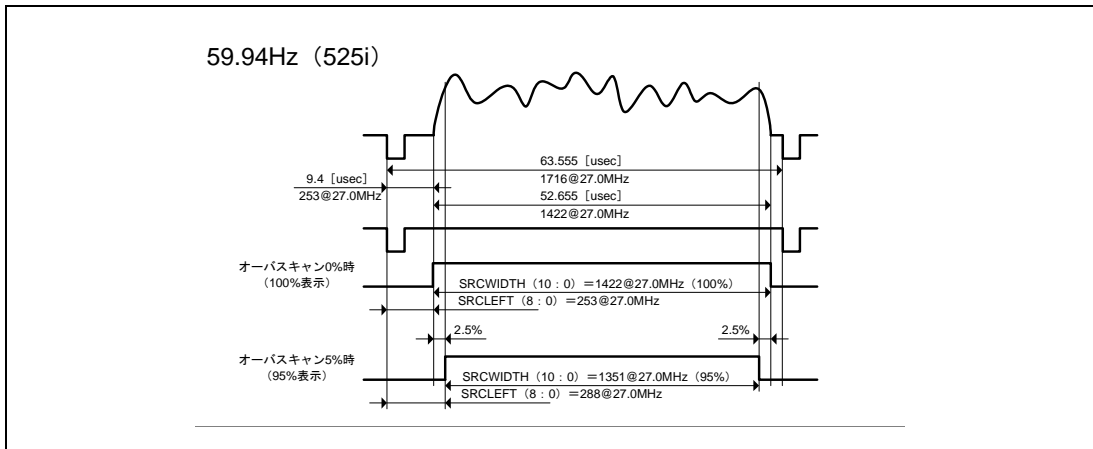 59.94Hz（525i）
63.555［usec］
1716@27.0MHz
9.4［usec］
253@27.0MHz
52.655［usec］
1422@27.0MHz
オーバスキャン0%時
（100%表示）
SRCWIDTH（10：0）＝1422@27.0MHz（100%）
SRCLEFT（8：0）＝253@27.0MHz
2.5%
2.5%
オーバスキャン5%時
（95%表示）
SRCWIDTH（10：0）＝1351@27.0MHz（95%）
SRCLEFT（8：0）＝288@27.0MHz